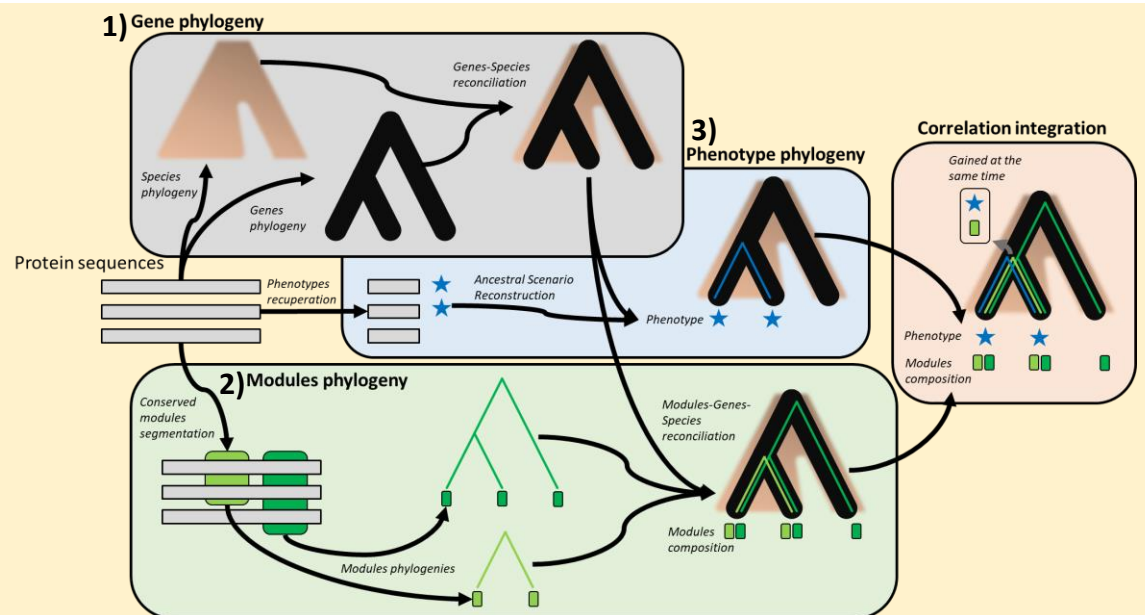 1) Gene phylogeny
Genes-Species
reconciliation
Species
phylogeny
Genes
phylogeny
3)
Phenotype phylogeny
Correlation integration
Gained at the
same time
Protein sequences
Phenotypes
recuperation
Ancestral Scenario
Reconstruction
Phenotype
Phenotype
Modules
composition
2) Modules phylogeny
Conserved
modules
segmentation
Modules-Genes-
Species
reconciliation
Modules
composition
Modules phylogenies